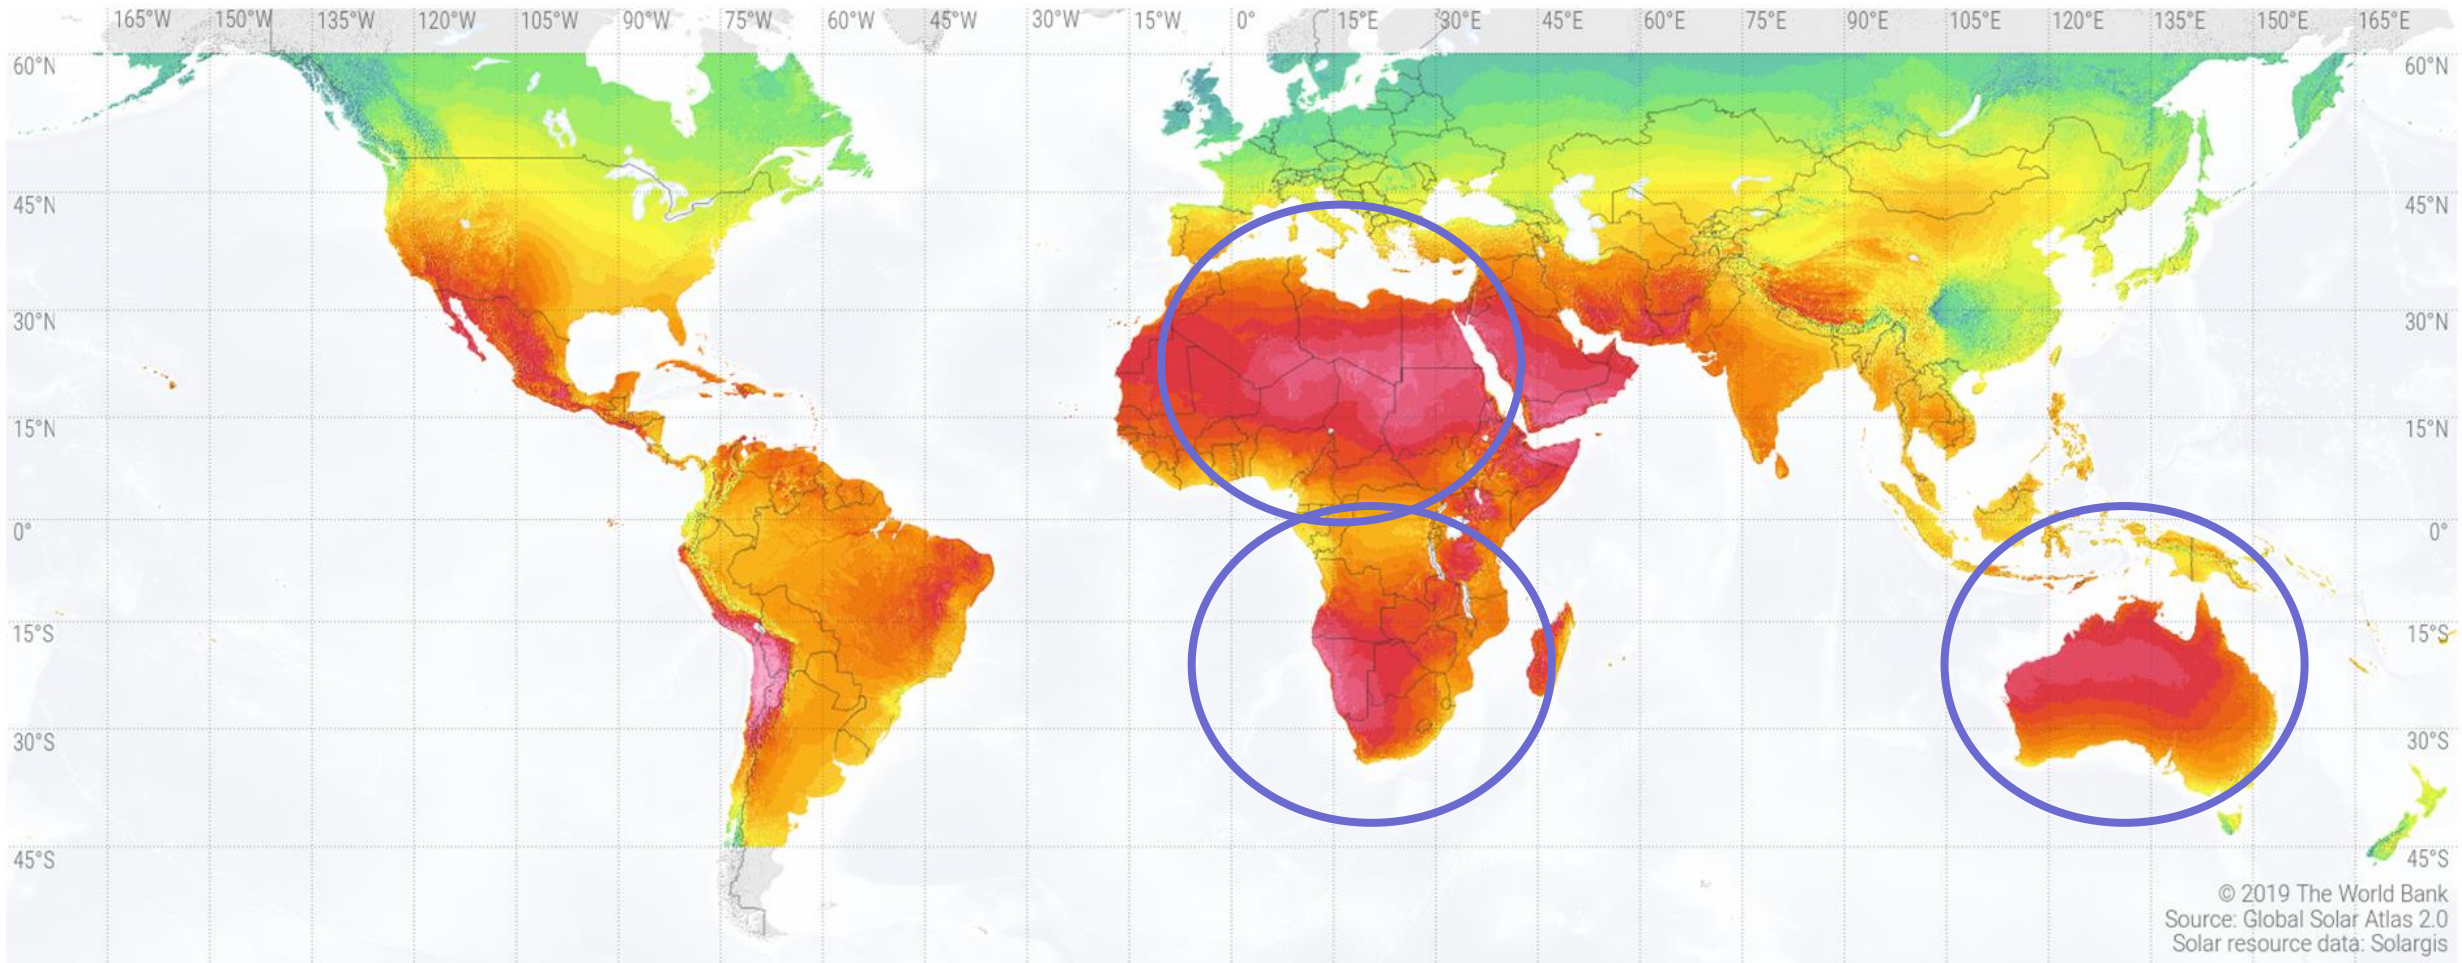 165°W 150°W 135°W 120°W 105°W 90°W 75°W 60°W 45°W 30°W 15°W 0° 15°E 30°E 45°E 60°E 75°E 90°E 105°E 120°E 135°E 150°E 165°E
60°N 60°N
45°N 45°N
30°N 30°N
15°N 15°N
0° 0°
15°S 15°S
30°S 30°S
45°S 45°S
© 2019 The World Bank
Source: Global Solar Atlas 2.0
Solar resource data: Solargis